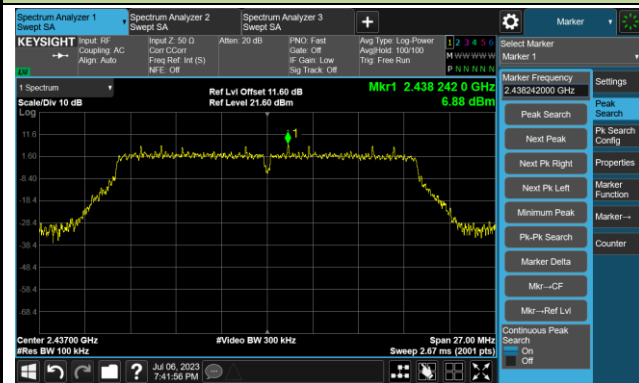 Spectrum Analyzer 1
Swept SA
Spectrum Analyzer 2
Swept SA
Spectrum Analyzer 3
Swept SA
Marker
KEYSIGHT
Input: RF
Coupling: AC
Align: Auto
Input Z: 50 Ω
Corr CCorr
Freq Ref: Int (S)
NFE: Off
Atten: 20 dB
PNO: Fast
Gate: Off
IF Gain: Low
Sig Track: Off
Avg Type: Log-Power
Avg|Hold: 100/100
Trig: Free Run
1 2 3 4 5 6
M W W W W W
P N N N N N
Select Marker
Marker 1
Marker Frequency
2.438242000 GHz
Settings
Peak Search
Next Peak
Next Pk Right
Next Pk Left
Minimum Peak
Pk-Pk Search
Marker Delta
Mkr→CF
Mkr→Ref Lvl
Continuous Peak
Search
On
Off
Peak
Search
Pk Search
Config
Properties
Marker
Function
Marker→
Counter
1 Spectrum
Scale/Div 10 dB
Log
Ref Lvl Offset 11.60 dB
Ref Level 21.60 dBm
Mkr1 2.438 242 0 GHz
6.88 dBm
1
11.6
1.60
-8.40
-18.4
-28.4
-38.4
-48.4
-58.4
-68.4
Center 2.43700 GHz
#Res BW 100 kHz
#Video BW 300 kHz
Span 27.00 MHz
Sweep 2.67 ms (2001 pts)
Jul 06, 2023
7:41:56 PM